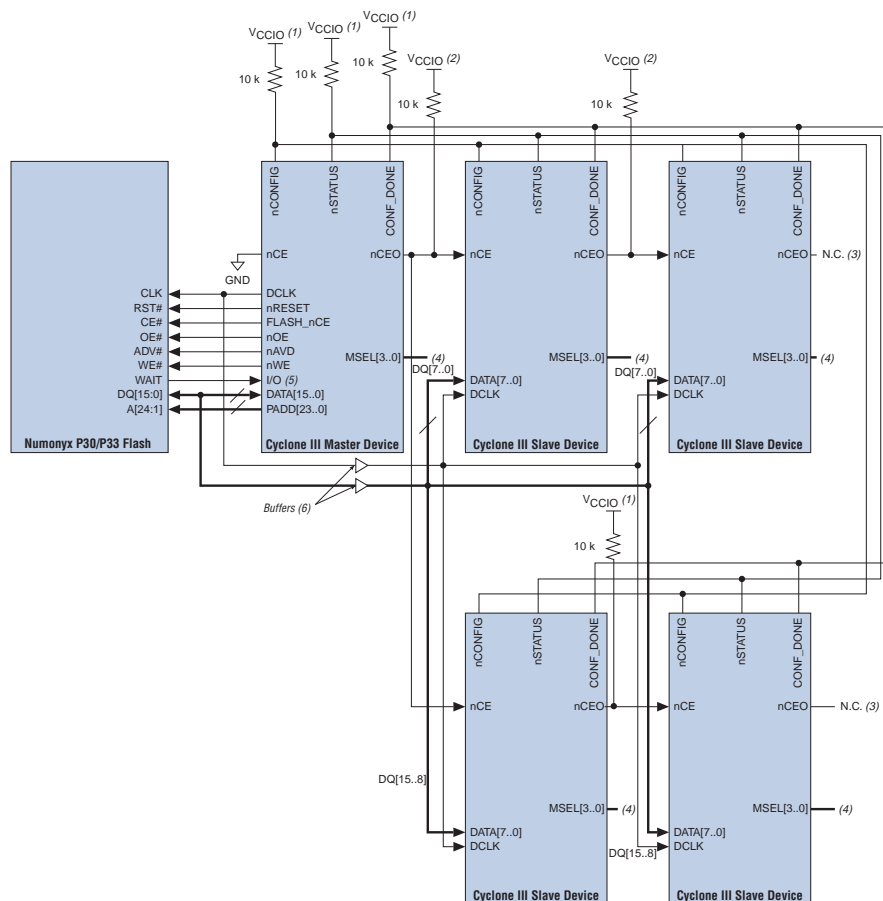 VCCIO (1)
VCCIO (1)
VCCIO (1)
VCCIO (2)
VCCIO (2)
10 k
10 k
10 k
10 k
10 k
nCONFIG
nSTATUS
CONF_DONE
nCONFIG
nSTATUS
CONF_DONE
nCONFIG
nSTATUS
CONF_DONE
nCE
nCEO
nCE
nCEO
nCE
nCEO
N.C. (3)
GND
CLK
DCLK
RST#
nRESET
CE#
FLASH_nCE
OE#
nOE
ADV#
nAVD
WE#
nWE
WAIT
I/O (5)
DQ[15:0]
DATA[15..0]
A[24:1]
PADD[23..0]
MSEL[3..0]
(4)
DQ[7..0]
DATA[7..0]
DCLK
MSEL[3..0]
(4)
DQ[7..0]
DATA[7..0]
DCLK
MSEL[3..0]
(4)
Numonyx P30/P33 Flash
Cyclone III Master Device
Cyclone III Slave Device
Cyclone III Slave Device
Buffers (6)
VCCIO (1)
10 k
nCONFIG
nSTATUS
CONF_DONE
nCONFIG
nSTATUS
CONF_DONE
nCE
nCEO
nCE
nCEO
N.C. (3)
DQ[15..8]
MSEL[3..0]
(4)
MSEL[3..0]
(4)
DATA[7..0]
DCLK
DQ[15..8]
DATA[7..0]
DCLK
Cyclone III Slave Device
Cyclone III Slave Device